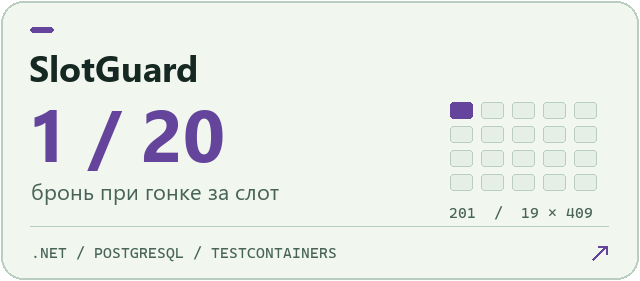 SlotGuard
1 / 20
бронь при гонке за слот
201 / 19 × 409
.NET / POSTGRESQL / TESTCONTAINERS